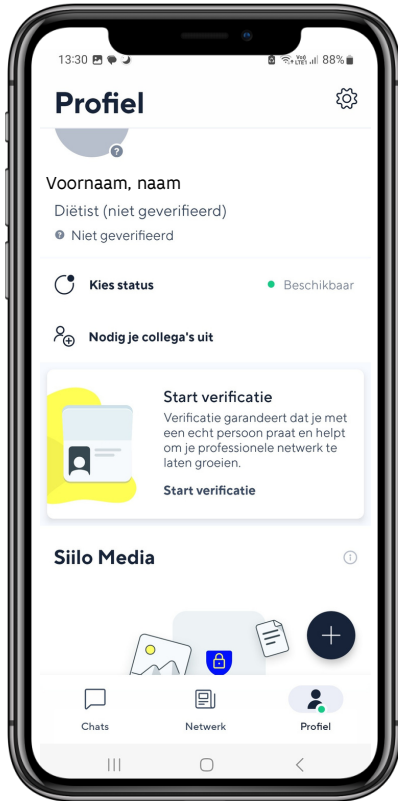 13:30
Vo))
LTE1
88%
Profiel
?
Voornaam, naam
Diëtist (niet geverifieerd)
? Niet geverifieerd
Kies status
Beschikbaar
Nodig je collega's uit
Start verificatie
Verificatie garandeert dat je met
een echt persoon praat en helpt
om je professionele netwerk te
laten groeien.
Start verificatie
Siilo Media
Chats
Netwerk
Profiel